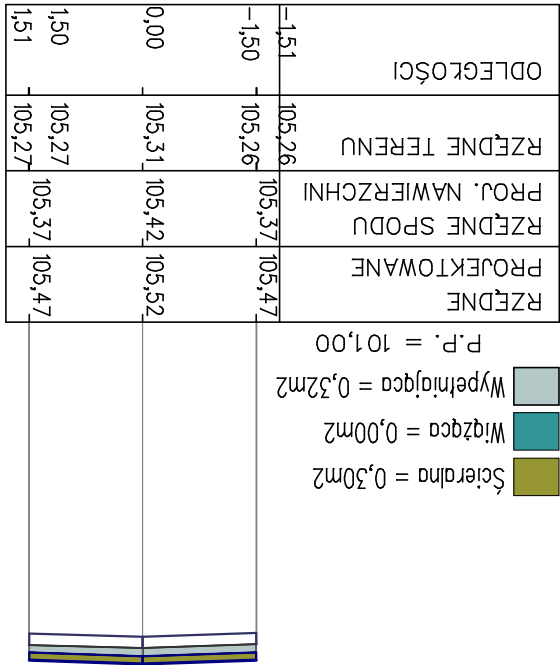 Ścieralna = 0,30m2
Wiążąca = 0,00m2
Wypełniająca = 0,32m2
P.P. = 101,00
RZĘDNE
PROJEKTOWANE
105,47 105,52 105,47
RZĘDNE SPODU
PROJ. NAWIERZCHNI
105,37 105,42 105,37
RZĘDNE TERENU
105,26 105,26 105,31 105,27 105,27
ODLEGŁOŚCI
-1,51 -1,50 0,00 1,50 1,51